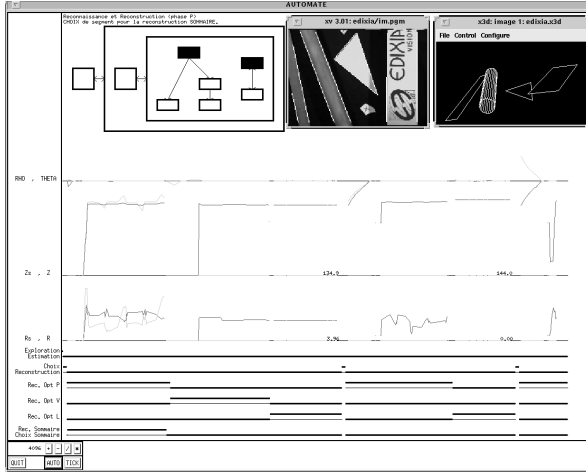 AUTOMATE
Reconnaissance et Reconstruction (phase P)
CHOIX de segment pour la reconstruction SOMMAIRE.
xv 3.01: edixia/im.pgm
EDIXIA
VISION
x3d: image 1: edixia.x3d
File Control Configure
RHO , THETA
Zs , Z
134.9
144.0
Rs , R
3.96
0.00
Exploration
Estimation
Choix
Reconstruction
Rec. Opt P
Rec. Opt V
Rec. Opt L
Rec. Sommaire
Choix Sommaire
40% + - / *
QUIT AUTO TICK